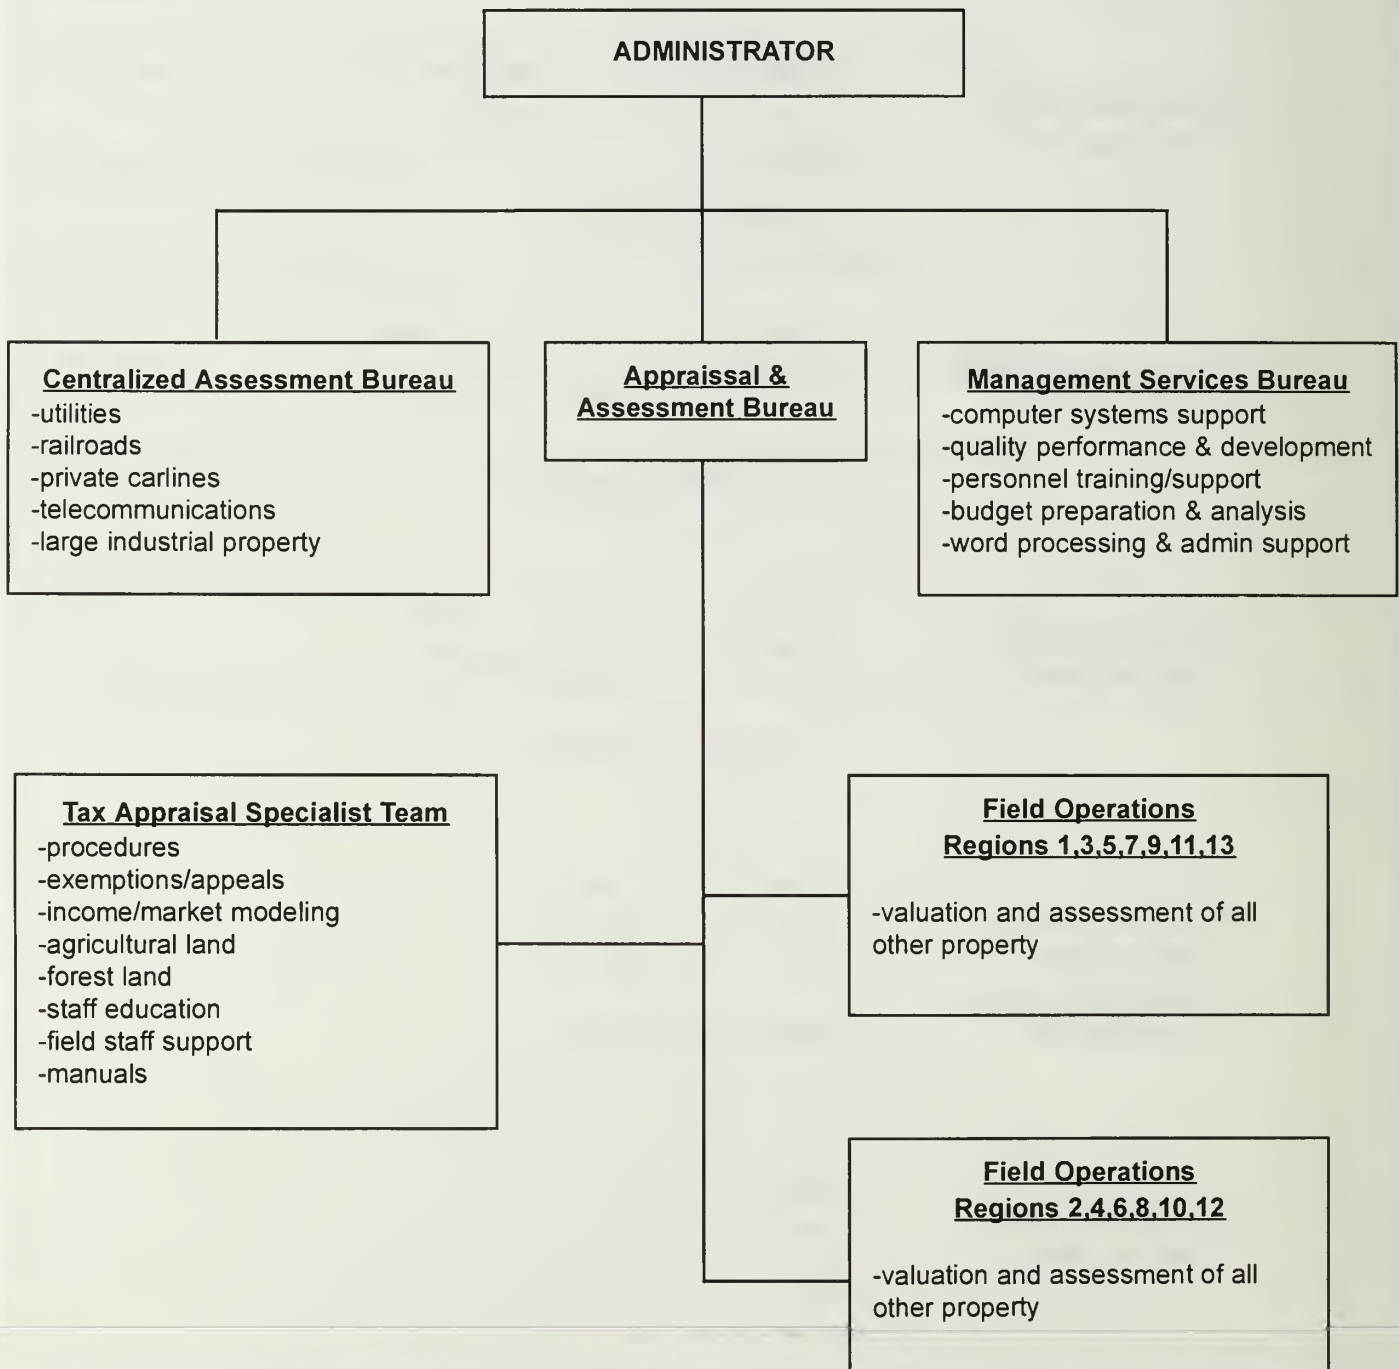 ADMINISTRATOR
Centralized Assessment Bureau
-utilities
-railroads
-private carlines
-telecommunications
-large industrial property
Appraissal &
Assessment Bureau
Management Services Bureau
-computer systems support
-quality performance & development
-personnel training/support
-budget preparation & analysis
-word processing & admin support
Tax Appraisal Specialist Team
-procedures
-exemptions/appeals
-income/market modeling
-agricultural land
-forest land
-staff education
-field staff support
-manuals
Field Operations
Regions 1,3,5,7,9,11,13
-valuation and assessment of all
other property
Field Operations
Regions 2,4,6,8,10,12
-valuation and assessment of all
other property